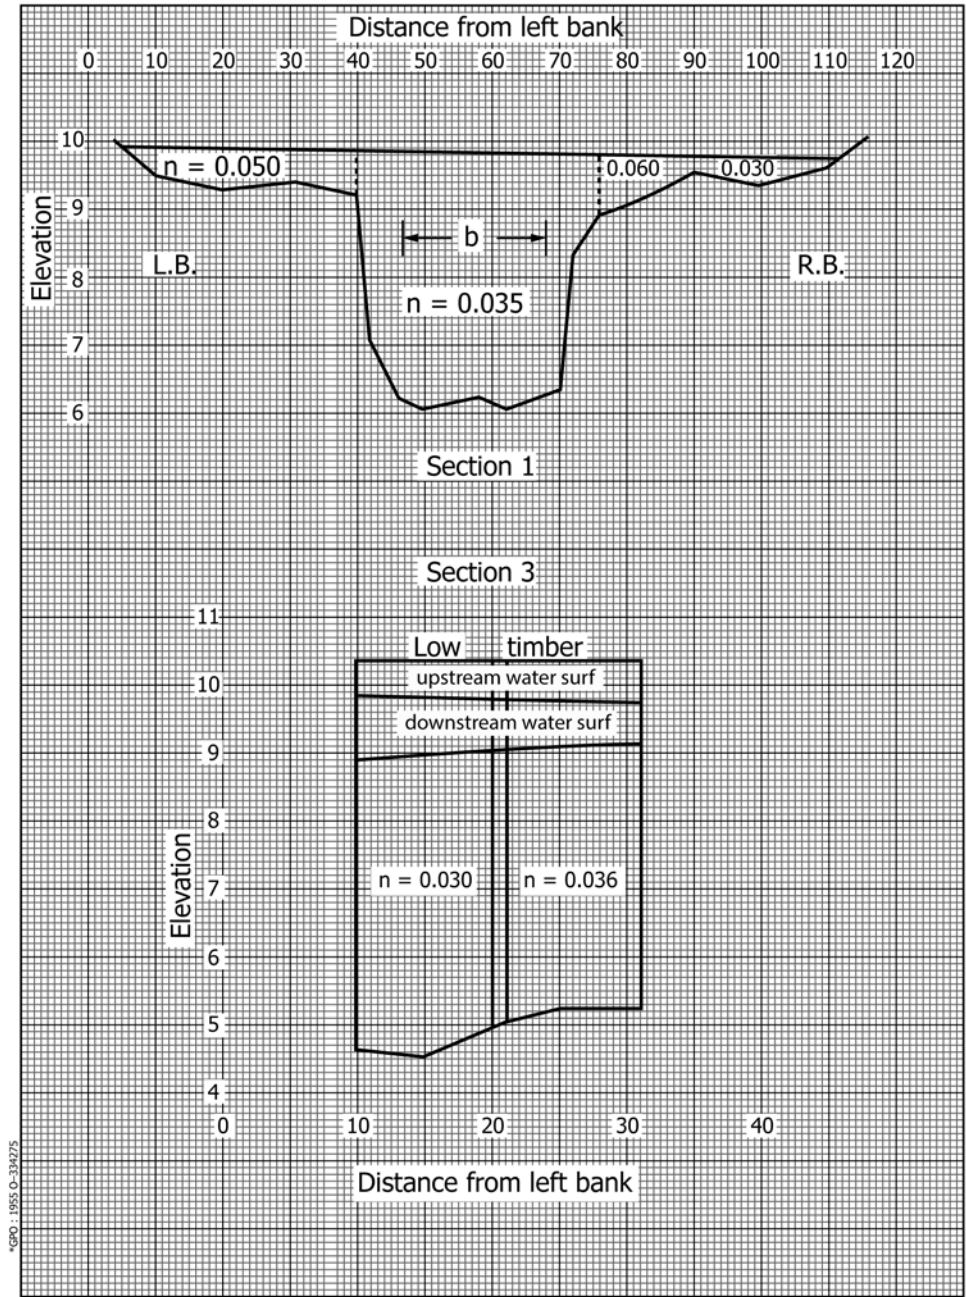 Distance from left bank
0 10 20 30 40 50 60 70 80 90 100 110 120
10
n = 0.050
0.060
0.030
9
Elevation
b
L.B.
R.B.
8
n = 0.035
7
6
Section 1
Section 3
11
Low timber
10
upstream water surf
downstream water surf
9
8
Elevation
n = 0.030
n = 0.036
7
6
5
4
0 10 20 30 40
Distance from left bank
*GPO : 1955 O-334275